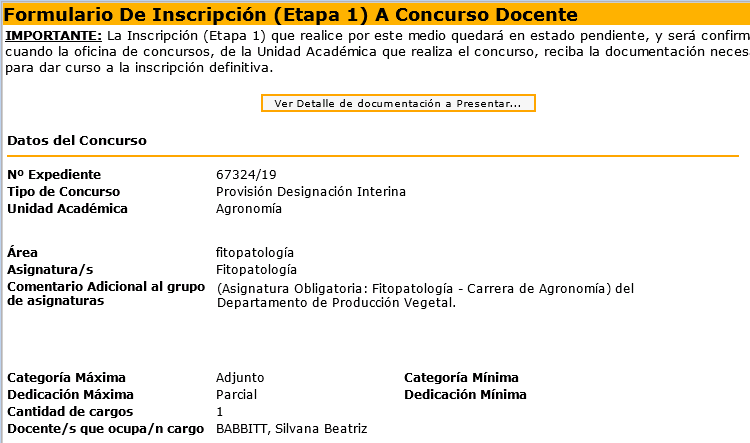 Formulario De Inscripción (Etapa 1) A Concurso Docente
IMPORTANTE: La Inscripción (Etapa 1) que realice por este medio quedará en estado pendiente, y será confirm
cuando la oficina de concursos, de la Unidad Académica que realiza el concurso, reciba la documentación neces
para dar curso a la inscripción definitiva.
Ver Detalle de documentación a Presentar...
Datos del Concurso
Nº Expediente 67324/19
Tipo de Concurso Provisión Designación Interina
Unidad Académica Agronomía
Área fitopatología
Asignatura/s Fitopatología
Comentario Adicional al grupo (Asignatura Obligatoria: Fitopatología - Carrera de Agronomía) del
de asignaturas Departamento de Producción Vegetal.
Categoría Máxima Adjunto Categoría Mínima
Dedicación Máxima Parcial Dedicación Mínima
Cantidad de cargos 1
Docente/s que ocupa/n cargo BABBITT, Silvana Beatriz